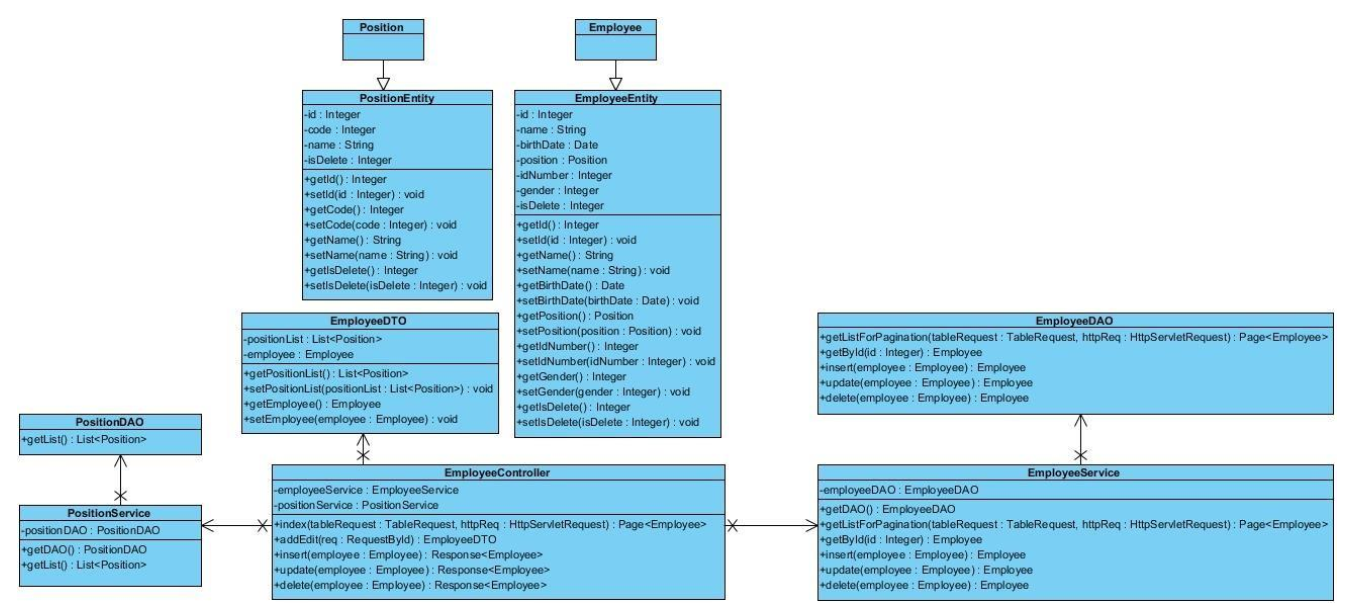 Position
Employee
PositionEntity
-id : Integer
-code : Integer
-name : String
-isDelete : Integer
+getId() : Integer
+setId(id : Integer) : void
+getCode() : Integer
+setCode(code : Integer) : void
+getName() : String
+setName(name : String) : void
+getIsDelete() : Integer
+setIsDelete(isDelete : Integer) : void
EmployeeEntity
-id : Integer
-name : String
-birthDate : Date
-position : Position
-idNumber : Integer
-gender : Integer
-isDelete : Integer
+getId() : Integer
+setId(id : Integer) : void
+getName() : String
+setName(name : String) : void
+getBirthDate() : Date
+setBirthDate(birthDate : Date) : void
+getPosition() : Position
+setPosition(position : Position) : void
+getIdNumber() : Integer
+setIdNumber(idNumber : Integer) : void
+getGender() : Integer
+setGender(gender : Integer) : void
+getIsDelete() : Integer
+setIsDelete(isDelete : Integer) : void
EmployeeDTO
-positionList : List<Position>
-employee : Employee
+getPositionList() : List<Position>
+setPositionList(positionList : List<Position>) : void
+getEmployee() : Employee
+setEmployee(employee : Employee) : void
EmployeeDAO
+getListForPagination(tableRequest : TableRequest, httpReq : HttpServletRequest) : Page<Employee>
+getById(id : Integer) : Employee
+insert(employee : Employee) : Employee
+update(employee : Employee) : Employee
+delete(employee : Employee) : Employee
PositionDAO
+getList() : List<Position>
PositionService
-positionDAO : PositionDAO
+getDAO() : PositionDAO
+getList() : List<Position>
EmployeeController
-employeeService : EmployeeService
-positionService : PositionService
+index(tableRequest : TableRequest, httpReq : HttpServletRequest) : Page<Employee>
+addEdit(req : RequestById) : EmployeeDTO
+insert(employee : Employee) : Response<Employee>
+update(employee : Employee) : Response<Employee>
+delete(employee : Employee) : Response<Employee>
EmployeeService
-employeeDAO : EmployeeDAO
+getDAO() : EmployeeDAO
+getListForPagination(tableRequest : TableRequest, httpReq : HttpServletRequest) : Page<Employee>
+getById(id : Integer) : Employee
+insert(employee : Employee) : Employee
+update(employee : Employee) : Employee
+delete(employee : Employee) : Employee